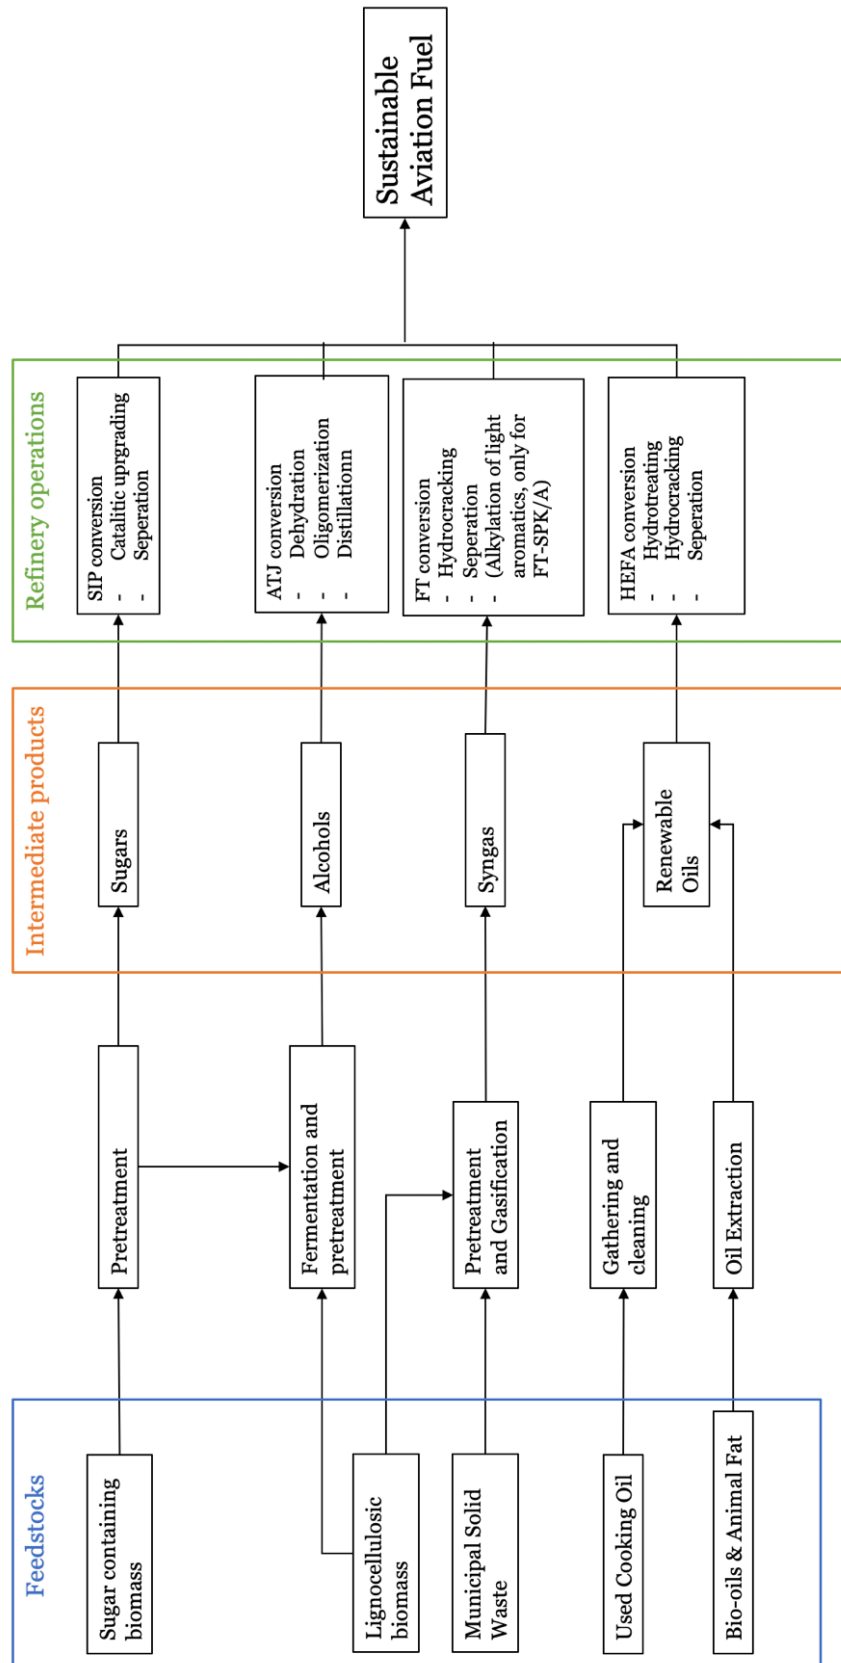 Feedstocks
Sugar containing
biomass
Lignocellulosic
biomass
Municipal Solid
Waste
Used Cooking Oil
Bio-oils & Animal Fat
Pretreatment
Fermentation and
pretreatment
Pretreatment
and Gasification
Gathering and
cleaning
Oil Extraction
Intermediate products
Sugars
Alcohols
Syngas
Renewable
Oils
Refinery operations
SIP conversion
- Catalitic uprgrading
- Seperation
ATJ conversion
- Dehydration
- Oligomerization
- Distillationn
FT conversion
- Hydrocracking
- Seperation
- (Alkylation of light
aromatics, only for
FT-SPK/A)
HEFA conversion
- Hydrotreating
- Hydrocracking
- Seperation
Sustainable
Aviation Fuel